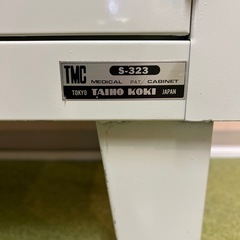 TMC S-323
MEDICAL PAT. CABINET
TOKYO TAIHO KOKI JAPAN